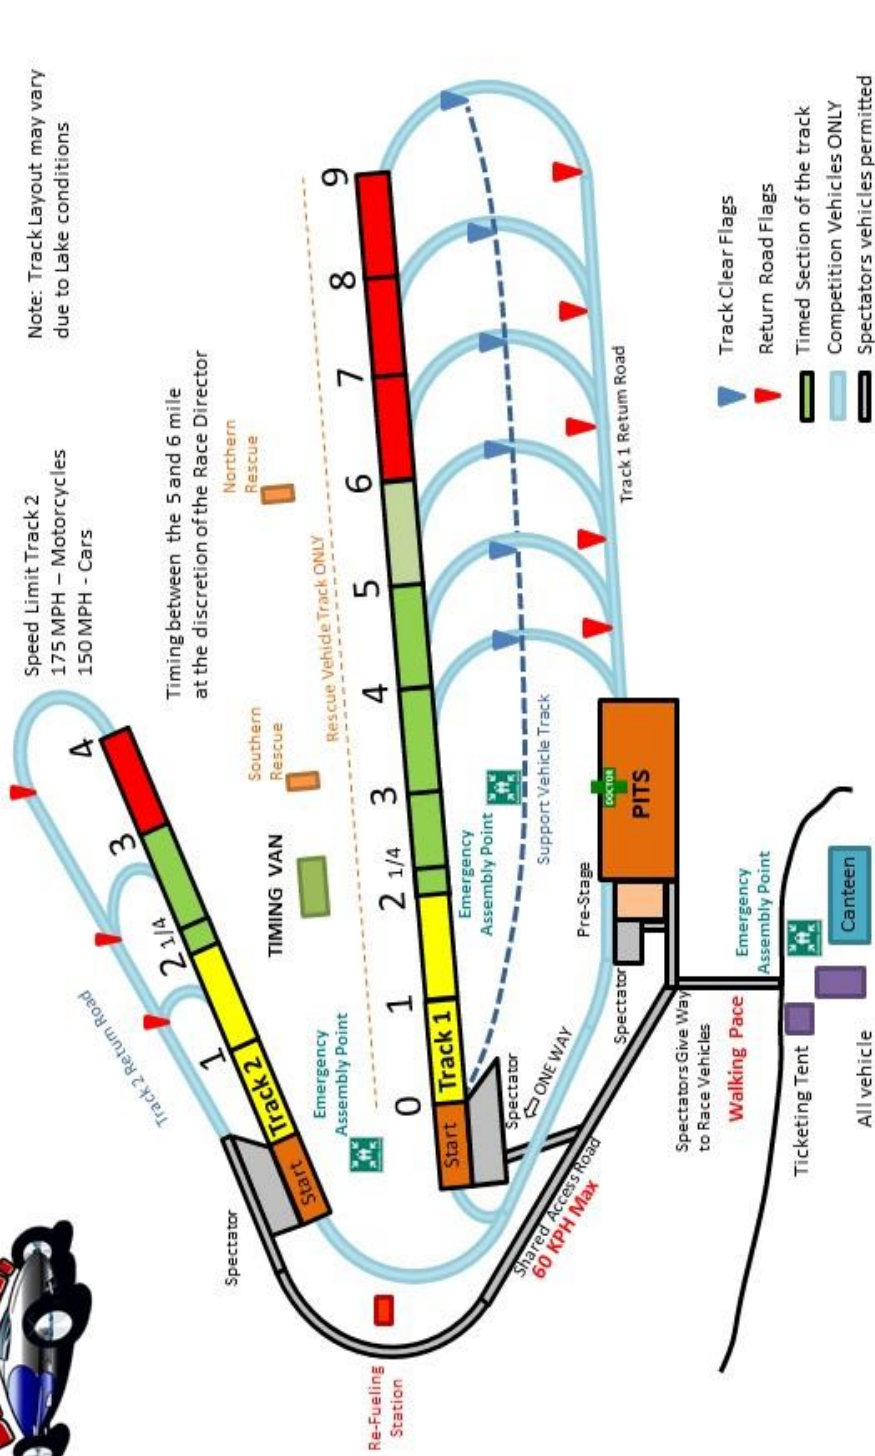 Note: Track Layout may vary
due to Lake conditions
Speed Limit Track 2
175 MPH – Motorcycles
150 MPH - Cars
Timing between the 5 and 6 mile
at the discretion of the Race Director
Northern
Rescue
Southern
Rescue
Rescue Vehicle Track ONLY
TIMING VAN
Track 2 Return Road
Spectator
Start
Track 2
1
2
1/4
3
4
Emergency
Assembly Point
Re-Fueling
Station
Start
Track 1
0
1
2
1/4
3
4
5
6
7
8
9
Emergency
Assembly Point
Support Vehicle Track
Track 1 Return Road
Spectator
ONE WAY
Shared Access Road
60 KPH Max
Pre-Stage
DOCTOR
PITS
Spectator
Spectators Give Way
to Race Vehicles
Walking Pace
Emergency
Assembly Point
Ticketing Tent
Canteen
All vehicle
Track Clear Flags
Return Road Flags
Timed Section of the track
Competition Vehicles ONLY
Spectators vehicles permitted